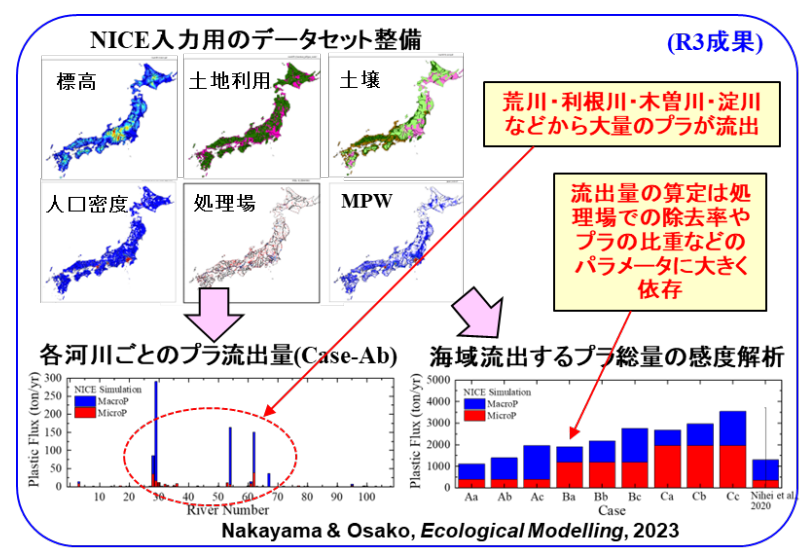 NICE入力用のデータセット整備
(R3成果)
標高
土地利用
土壌
人口密度
処理場
MPW
荒川・利根川・木曽川・淀川
などから大量のプラが流出
流出量の算定は処
理場での除去率や
プラの比重などの
パラメータに大きく
依存
各河川ごとのプラ流出量(Case-Ab)
Plastic Flux (ton/yr)
300
250
200
150
100
50
0
NICE Simulation
MacroP
MicroP
10 20 30 40 50 60 70 80 90 100
River Number
海域流出するプラ総量の感度解析
Plastic Flux (ton/yr)
5000
4000
3000
2000
1000
0
NICE Simulation
MacroP
MicroP
Aa Ab Ac Ba Bb Bc Ca Cb Cc Nihei et al.,
2020
Case
Nakayama & Osako, Ecological Modelling, 2023